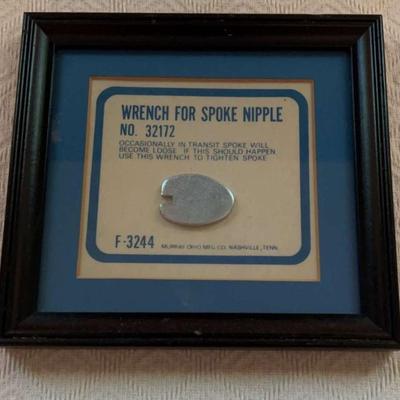 WRENCH FOR SPOKE NIPPLE
NO. 32172
OCCASIONALLY IN TRANSIT SPOKE WILL
BECOME LOOSE IF THIS SHOULD HAPPEN
USE THIS WRENCH TO TIGHTEN SPOKE
F-3244 MURRAY OHIO MFG CO. NASHVILLE, TENN.